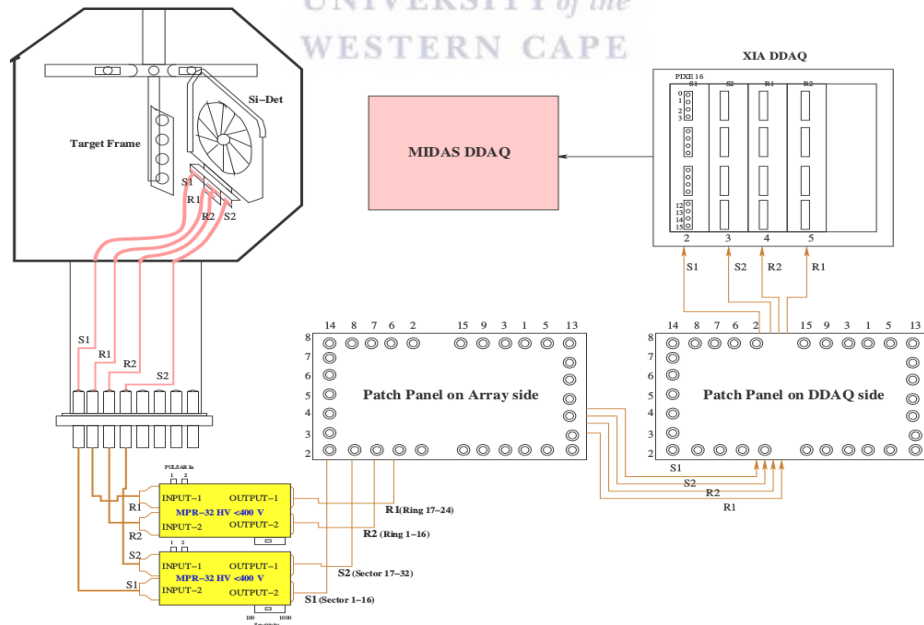 UNIVERSITY of the
WESTERN CAPE
XIA DDAQ
PIXE 16
S1 S2 R1 R2
0
1
2
3
12
13
14
15
2 3 4 5
MIDAS DDAQ
Si-Det
Target Frame
S1
R1
R2
S2
S1 S2 R2 R1
S1
R1
R2
S2
14 8 7 6 2 15 9 3 1 5 13
8
7
6
5
4
3
2
Patch Panel on Array side
14 8 7 6 2 15 9 3 1 5 13
8
7
6
5
4
3
2
Patch Panel on DDAQ side
S1
S2
R2
R1
PULSAR In
1 2
INPUT-1 OUTPUT-1
MPR-32 HV <400 V
INPUT-2 OUTPUT-2
R1
R2
R1 (Ring 17-24)
R2 (Ring 1-16)
1 2
INPUT-1 OUTPUT-1
MPR-32 HV <400 V
INPUT-2 OUTPUT-2
S2
S1
S2 (Sector 17-32)
S1 (Sector 1-16)
100 1000